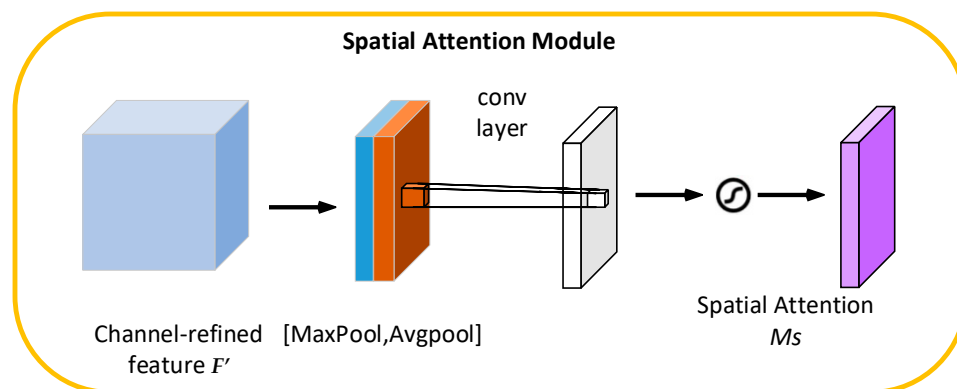 Spatial Attention Module
conv
layer
Channel-refined
feature F′
[MaxPool,Avgpool]
Spatial Attention
Ms